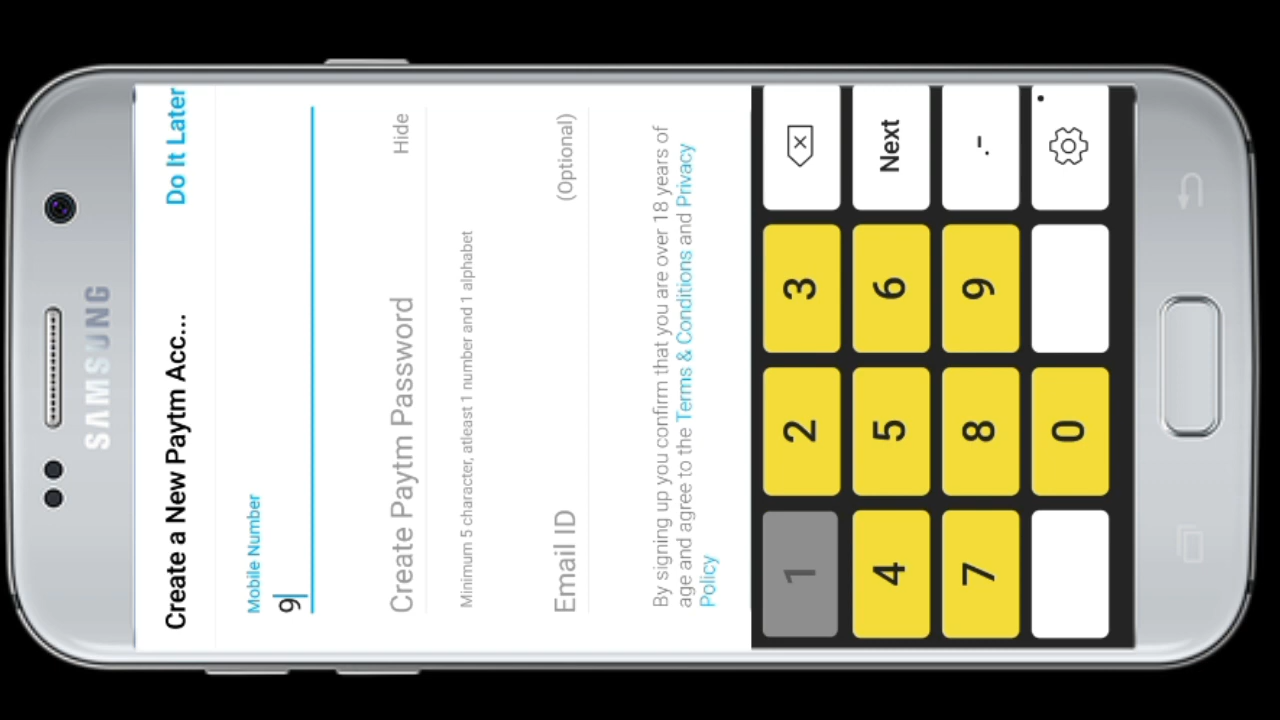 SAMSUNG
Create a New Paytm Acc... Do It Later
Mobile Number
9
Create Paytm Password Hide
Minimum 5 character, atleast 1 number and 1 alphabet
Email ID (Optional)
By signing up you confirm that you are over 18 years of
age and agree to the Terms & Conditions and Privacy
Policy
1 2 3
4 5 6 Next
7 8 9 .-
0